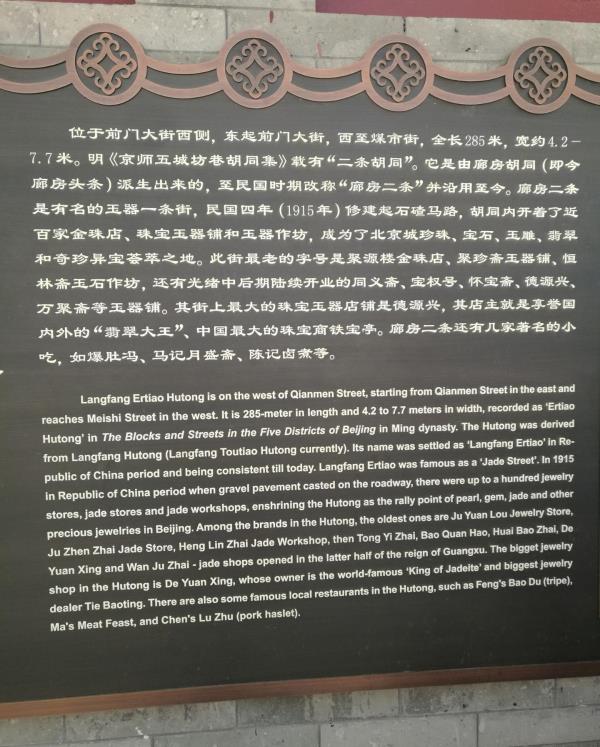 位于前门大街西侧，东起前门大街，西至煤市街，全长285米，宽约4.2-
7.7米。明《京师五城坊巷胡同集》载有“二条胡同”。它是由廊房胡同（即今
廊房头条）派生出来的，至民国时期改称“廊房二条”并沿用至今。廊房二条
是有名的玉器一条街，民国四年（1915年）修建起石碴马路，胡同内开着了近
百家金珠店、珠宝玉器铺和玉器作坊，成为了北京城珍珠、宝石、玉雕、翡翠
和奇珍异宝荟萃之地。此街最老的字号是聚源楼金珠店、聚珍斋玉器铺、恒
林斋玉石作坊，还有光绪中后期陆续开业的同义斋、宝权号、怀宝斋、德源兴、
万聚斋等玉器铺。其街上最大的珠宝玉器店铺是德源兴，其店主就是享誉国
内外的“翡翠大王”、中国最大的珠宝商铁宝亭。廊房二条还有几家著名的小
吃，如爆肚冯、马记月盛斋、陈记卤煮等。
Langfang Ertiao Hutong is on the west of Qianmen Street, starting from Qianmen Street in the east and
reaches Meishi Street in the west. It is 285-meter in length and 4.2 to 7.7 meters in width, recorded as ‘Ertiao
Hutong’ in The Blocks and Streets in the Five Districts of Beijing in Ming dynasty. The Hutong was derived
from Langfang Hutong (Langfang Toutiao Hutong currently). Its name was settled as ‘Langfang Ertiao’ in Re-
public of China period and being consistent till today. Langfang Ertiao was famous as a ‘Jade Street’. In 1915
in Republic of China period when gravel pavement casted on the roadway, there were up to a hundred jewelry
stores, jade stores and jade workshops, enshrining the Hutong as the rally point of pearl, gem, jade and other
precious jewelries in Beijing. Among the brands in the Hutong, the oldest ones are Ju Yuan Lou Jewelry Store,
Ju Zhen Zhai Jade Store, Heng Lin Zhai Jade Workshop, then Tong Yi Zhai, Bao Quan Hao, Huai Bao Zhai, De
Yuan Xing and Wan Ju Zhai - jade shops opened in the latter half of the reign of Guangxu. The bigget jewelry
shop in the Hutong is De Yuan Xing, whose owner is the world-famous ‘King of Jadeite’ and biggest jewelry
dealer Tie Baoting. There are also some famous local restaurants in the Hutong, such as Feng's Bao Du (tripe),
Ma's Meat Feast, and Chen's Lu Zhu (pork haslet).